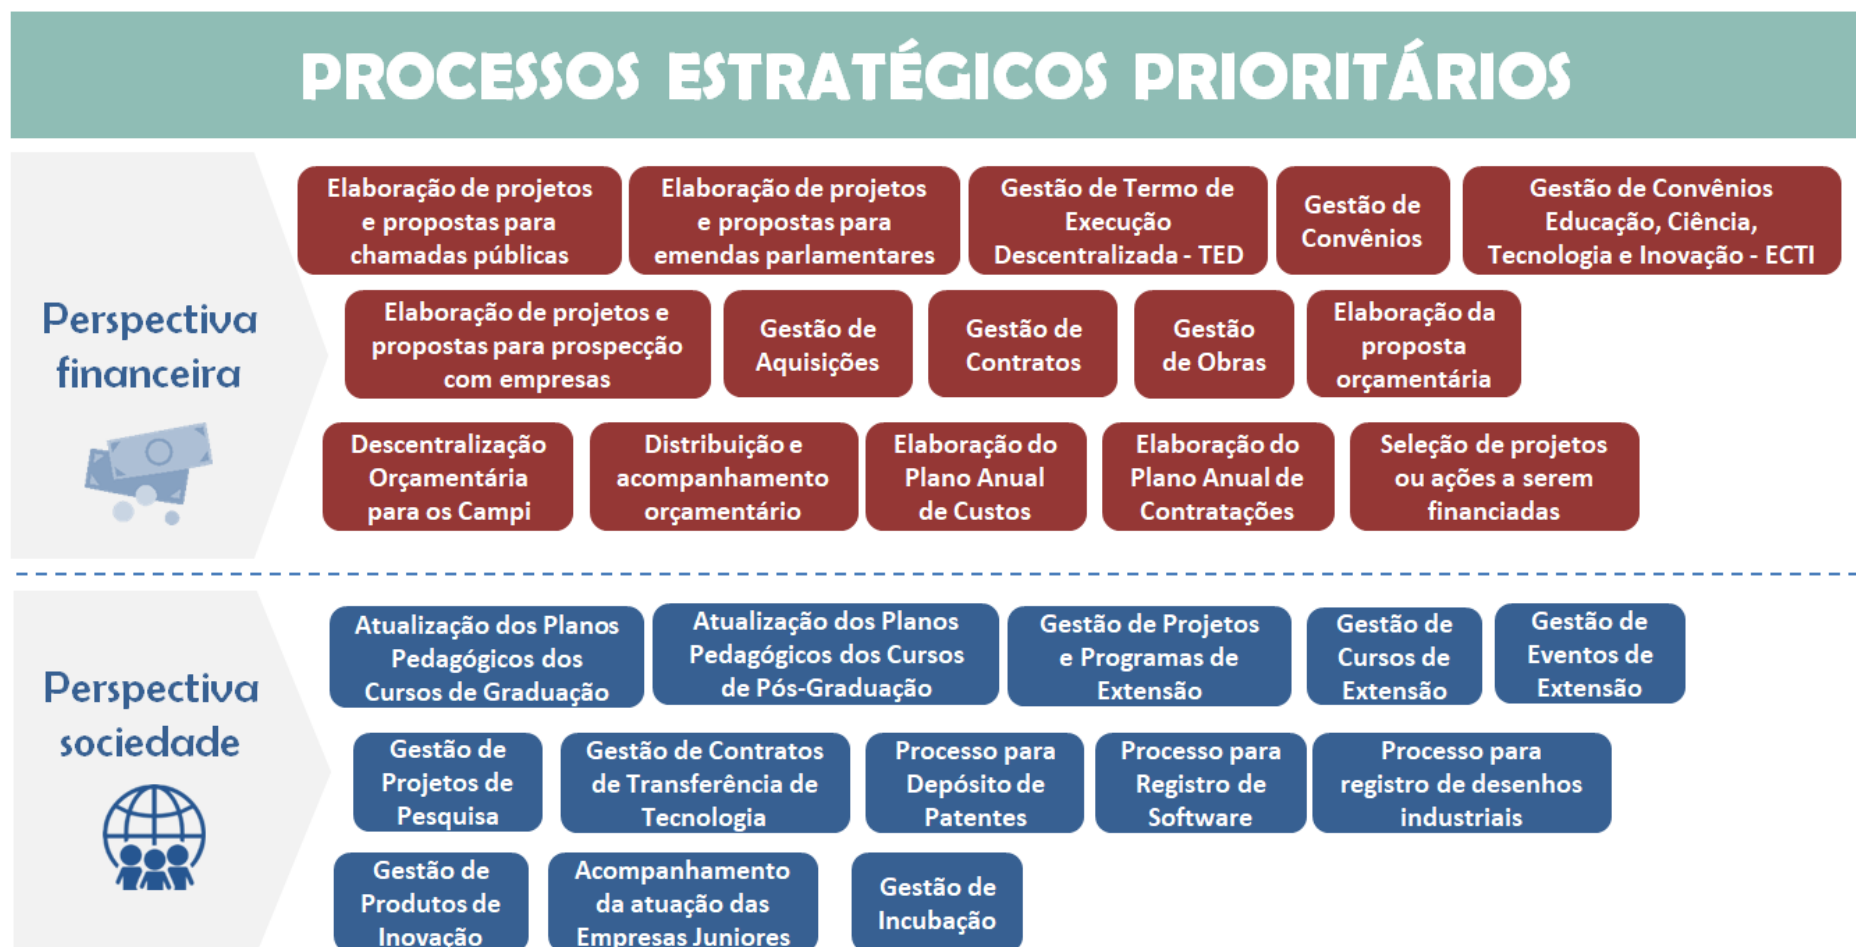 PROCESSOS ESTRATÉGICOS PRIORITÁRIOS
Perspectiva
financeira
Elaboração de projetos
e propostas para
chamadas públicas
Elaboração de projetos
e propostas para
emendas parlamentares
Gestão de Termo de
Execução
Descentralizada - TED
Gestão de
Convênios
Gestão de Convênios
Educação, Ciência,
Tecnologia e Inovação - ECTI
Elaboração de projetos e
propostas para prospecção
com empresas
Gestão de
Aquisições
Gestão de
Contratos
Gestão
de Obras
Elaboração da
proposta
orçamentária
Descentralização
Orçamentária
para os Campi
Distribuição e
acompanhamento
orçamentário
Elaboração do
Plano Anual
de Custos
Elaboração do
Plano Anual de
Contratações
Seleção de projetos
ou ações a serem
financiadas
Perspectiva
sociedade
Atualização dos Planos
Pedagógicos dos
Cursos de Graduação
Atualização dos Planos
Pedagógicos dos Cursos
de Pós-Graduação
Gestão de Projetos
e Programas de
Extensão
Gestão de
Cursos de
Extensão
Gestão de
Eventos de
Extensão
Gestão de
Projetos de
Pesquisa
Gestão de Contratos
de Transferência de
Tecnologia
Processo para
Depósito de
Patentes
Processo para
Registro de
Software
Processo para
registro de desenhos
industriais
Gestão de
Produtos de
Inovação
Acompanhamento
da atuação das
Empresas Juniores
Gestão de
Incubação